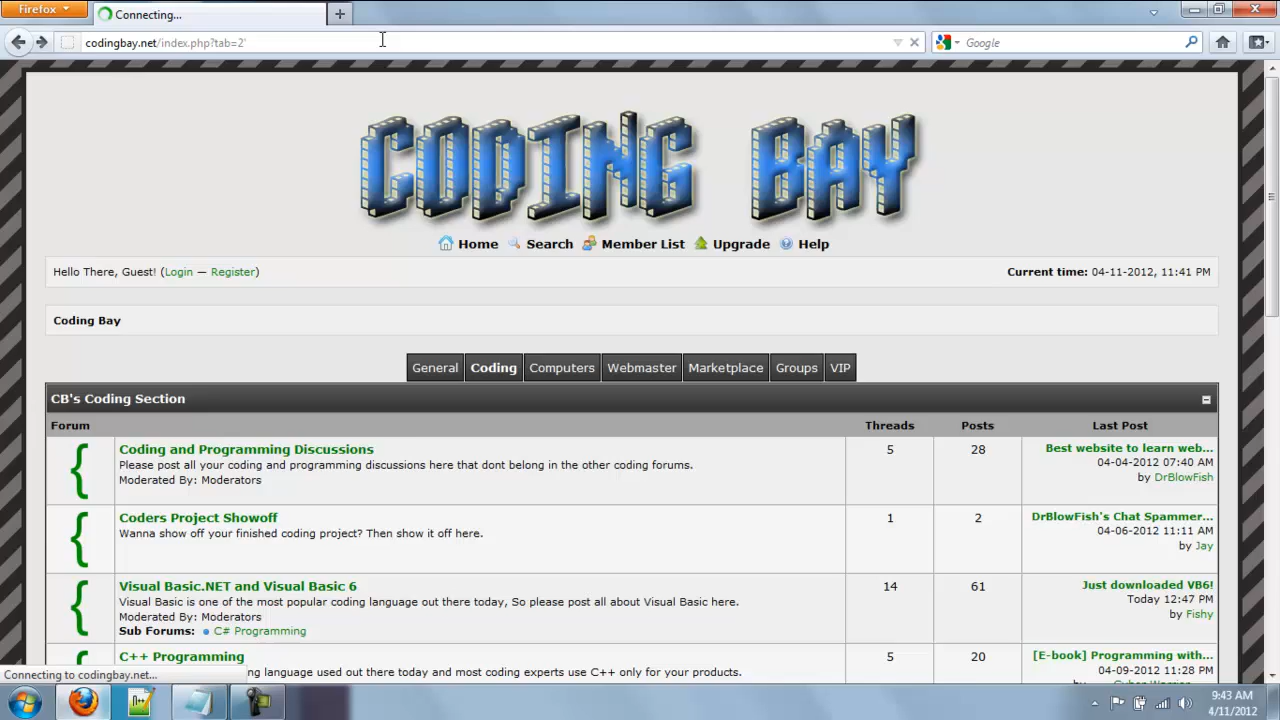 Firefox
Connecting...
codingbay.net/index.php?tab=2'
Google
CODING BAY
Home Search Member List Upgrade Help
Hello There, Guest! (Login — Register)
Current time: 04-11-2012, 11:41 PM
Coding Bay
General Coding Computers Webmaster Marketplace Groups VIP
CB's Coding Section
Forum Threads Posts Last Post
Coding and Programming Discussions 5 28 Best website to learn web...
Please post all your coding and programming discussions here that dont belong in the other coding forums. 04-04-2012 07:40 AM
Moderated By: Moderators by DrBlowFish
Coders Project Showoff 1 2 DrBlowFish's Chat Spammer...
Wanna show off your finished coding project? Then show it off here. 04-06-2012 11:11 AM
by Jay
Visual Basic.NET and Visual Basic 6 14 61 Just downloaded VB6!
Visual Basic is one of the most popular coding language out there today, So please post all about Visual Basic here. Today 12:47 PM
Moderated By: Moderators by Fishy
Sub Forums: C# Programming
C++ Programming 5 20 [E-book] Programming with...
ng language used out there today and most coding experts use C++ only for your products. 04-09-2012 11:28 PM
Connecting to codingbay.net...
9:43 AM
4/11/2012